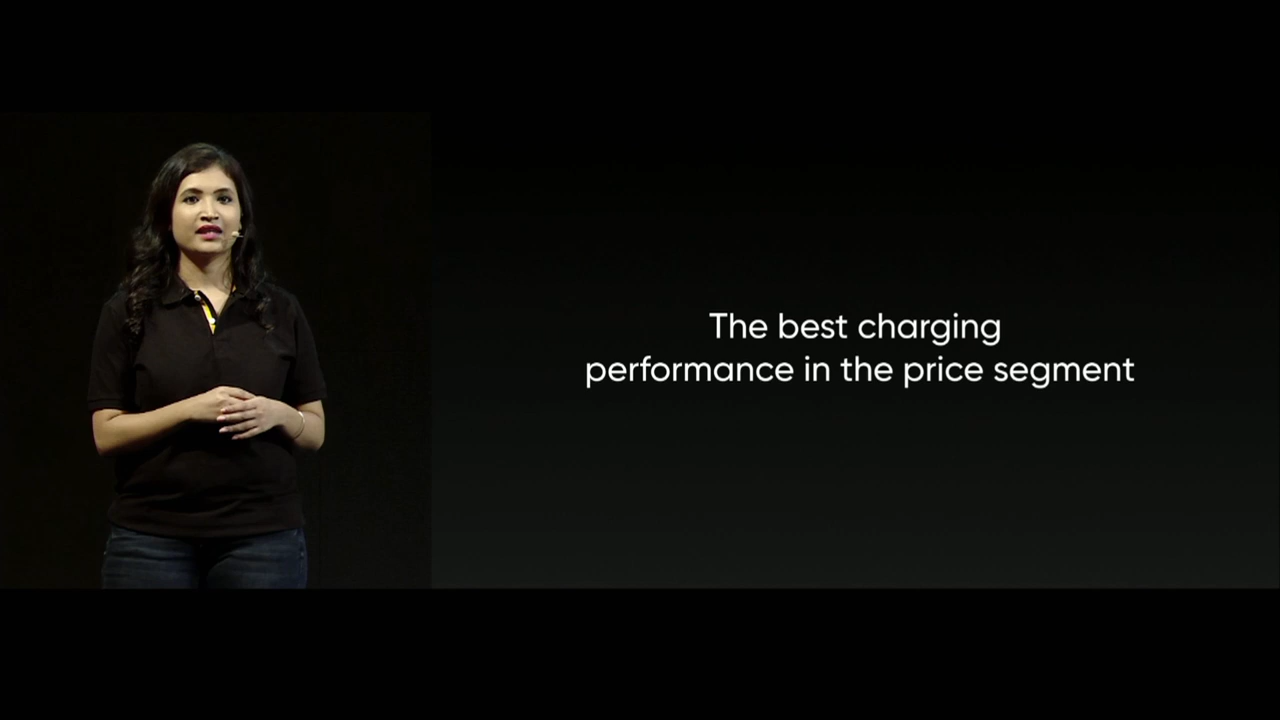 The best charging
performance in the price segment